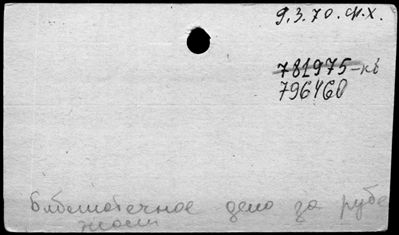 9.3.70. М.Х.
781975-кв
796460
Библиотечное дело за рубе
жом